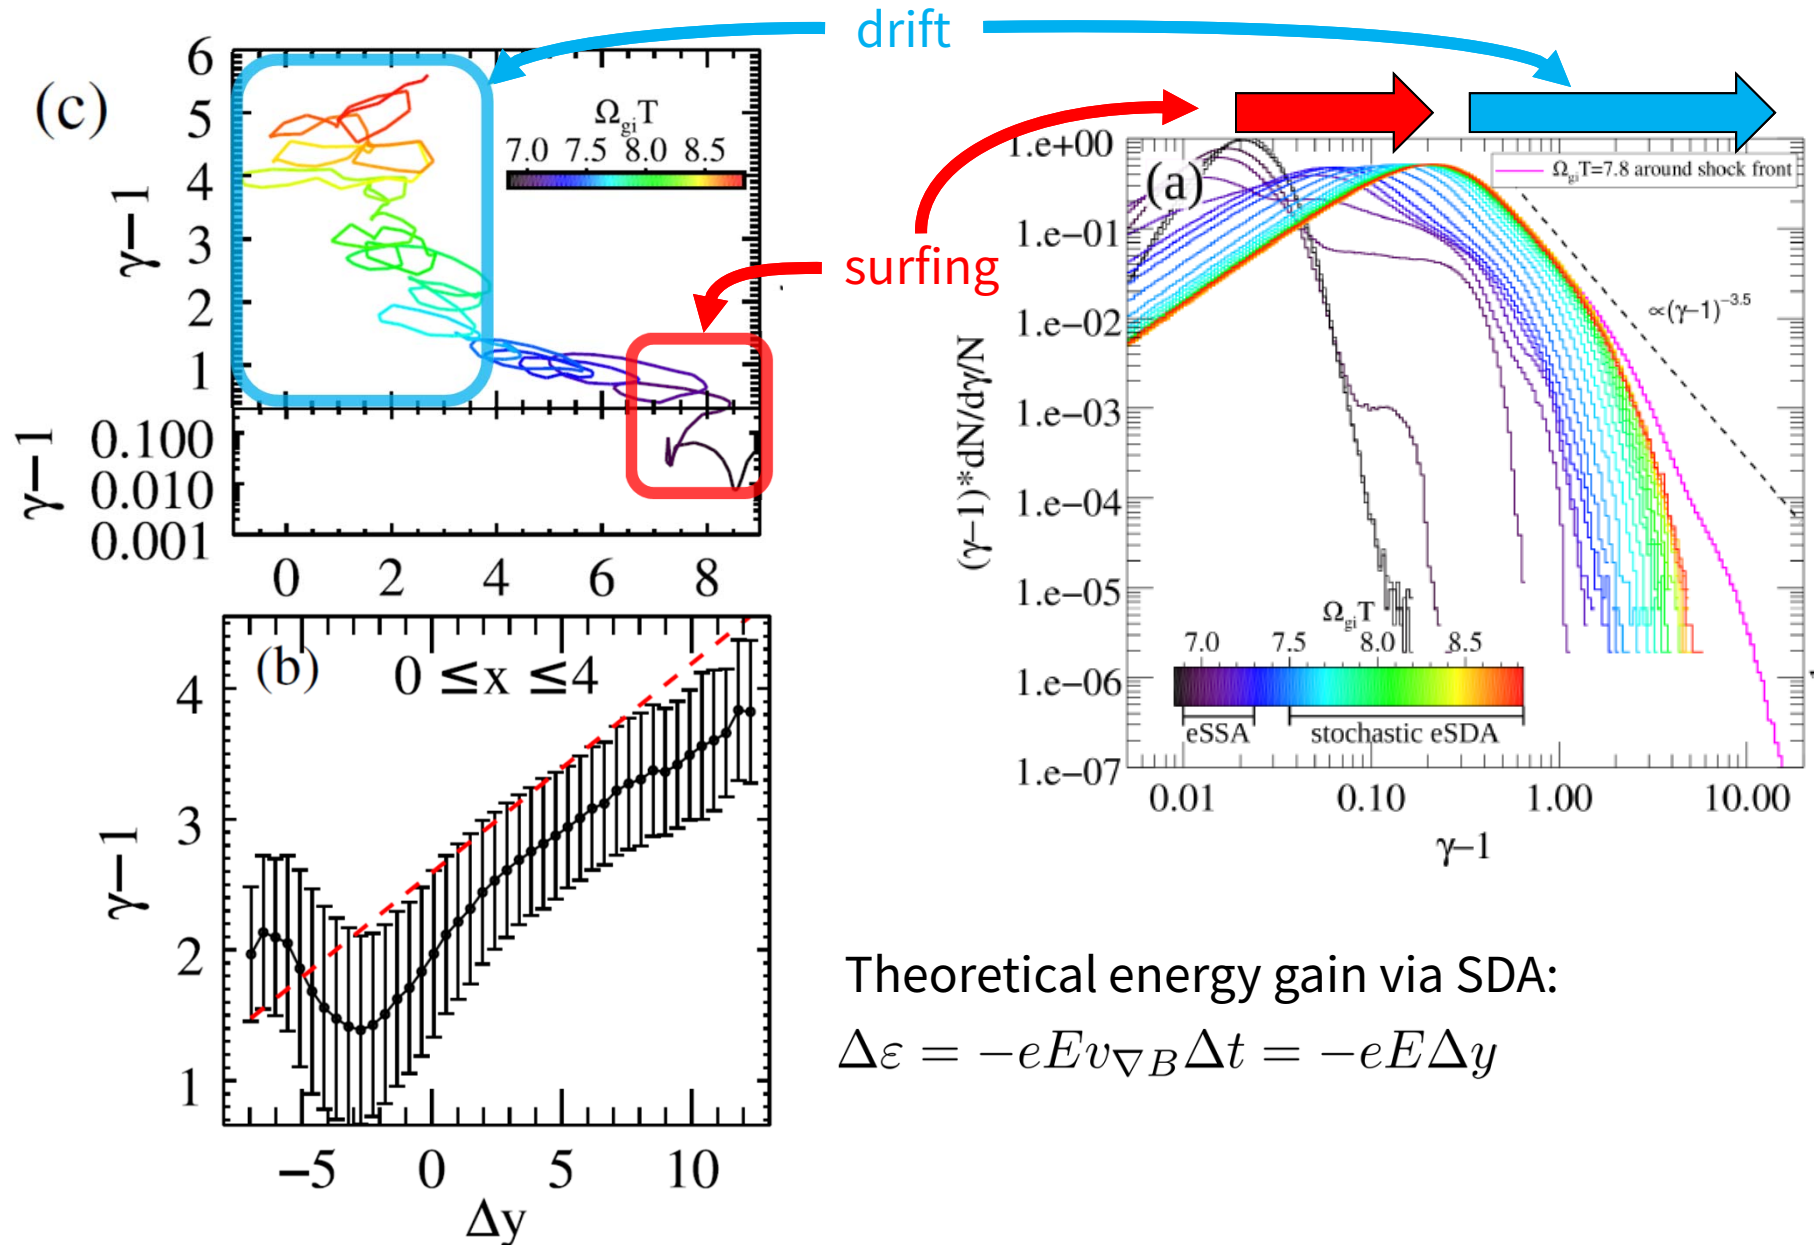 drift
surfing
(c)
γ−1
6
5
4
3
2
1
Ω_giT
7.0 7.5 8.0 8.5
γ−1
0.100
0.010
0.001
0 2 4 6 8
(b)
0 ≤x ≤4
γ−1
4
3
2
1
−5 0 5 10
Δy
(a)
Ω_giT=7.8 around shock front
∝(γ−1)^−3.5
(γ−1)*dN/dγ/N
1.e+00
1.e−01
1.e−02
1.e−03
1.e−04
1.e−05
1.e−06
1.e−07
Ω_giT
7.0 7.5 8.0 8.5
eSSA stochastic eSDA
0.01 0.10 1.00 10.00
γ−1
Theoretical energy gain via SDA:
Δε = −eEv_∇BΔt = −eEΔy